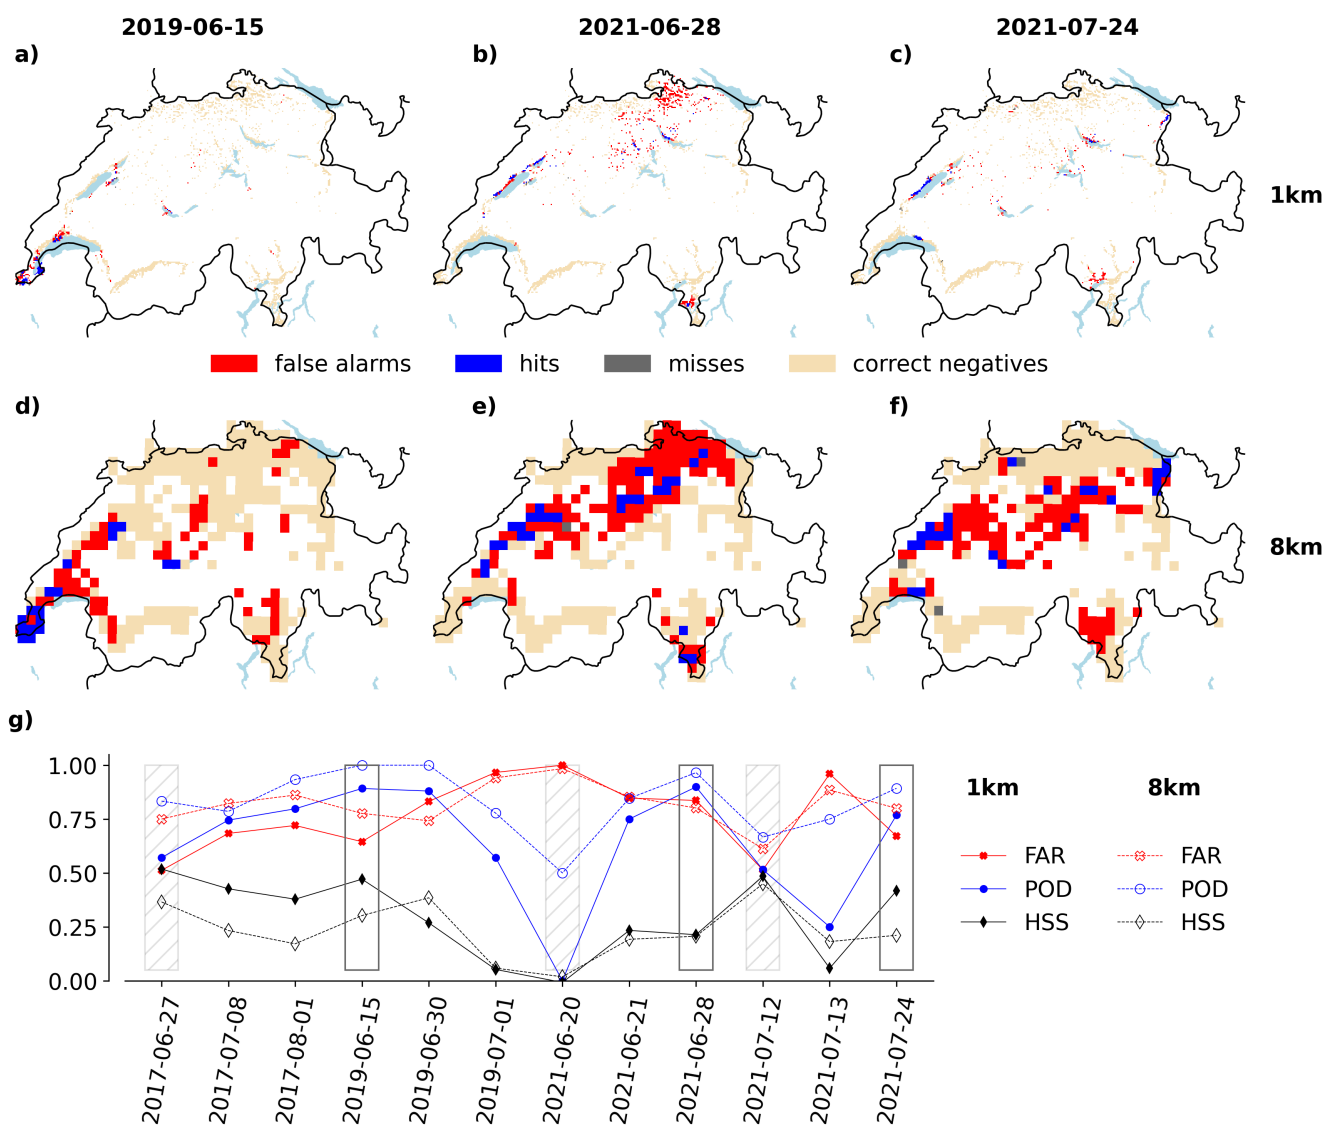 2019-06-15 2021-06-28 2021-07-24
a) b) c)
1km
false alarms hits misses correct negatives
d) e) f)
8km
g)
1.00
0.75
0.50
0.25
0.00
1km 8km
FAR FAR
POD POD
HSS HSS
2017-06-27 2017-07-08 2017-08-01 2019-06-15 2019-06-30 2019-07-01 2021-06-20 2021-06-21 2021-06-28 2021-07-12 2021-07-13 2021-07-24